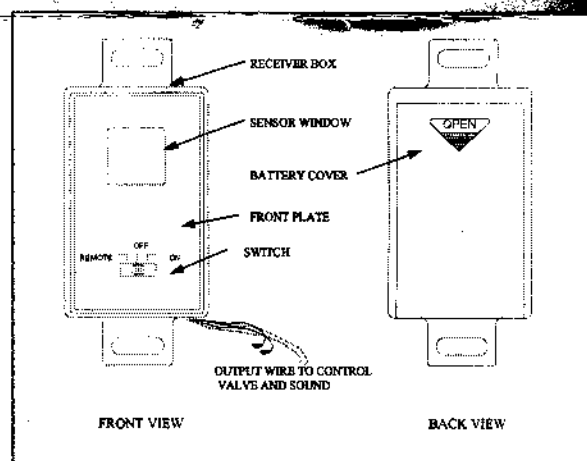 RECEIVER BOX
SENSOR WINDOW
OPEN
BATTERY COVER
FRONT PLATE
OFF
REMOTE ON
SWITCH
OUTPUT WIRE TO CONTROL
VALVE AND SOUND
FRONT VIEW
BACK VIEW